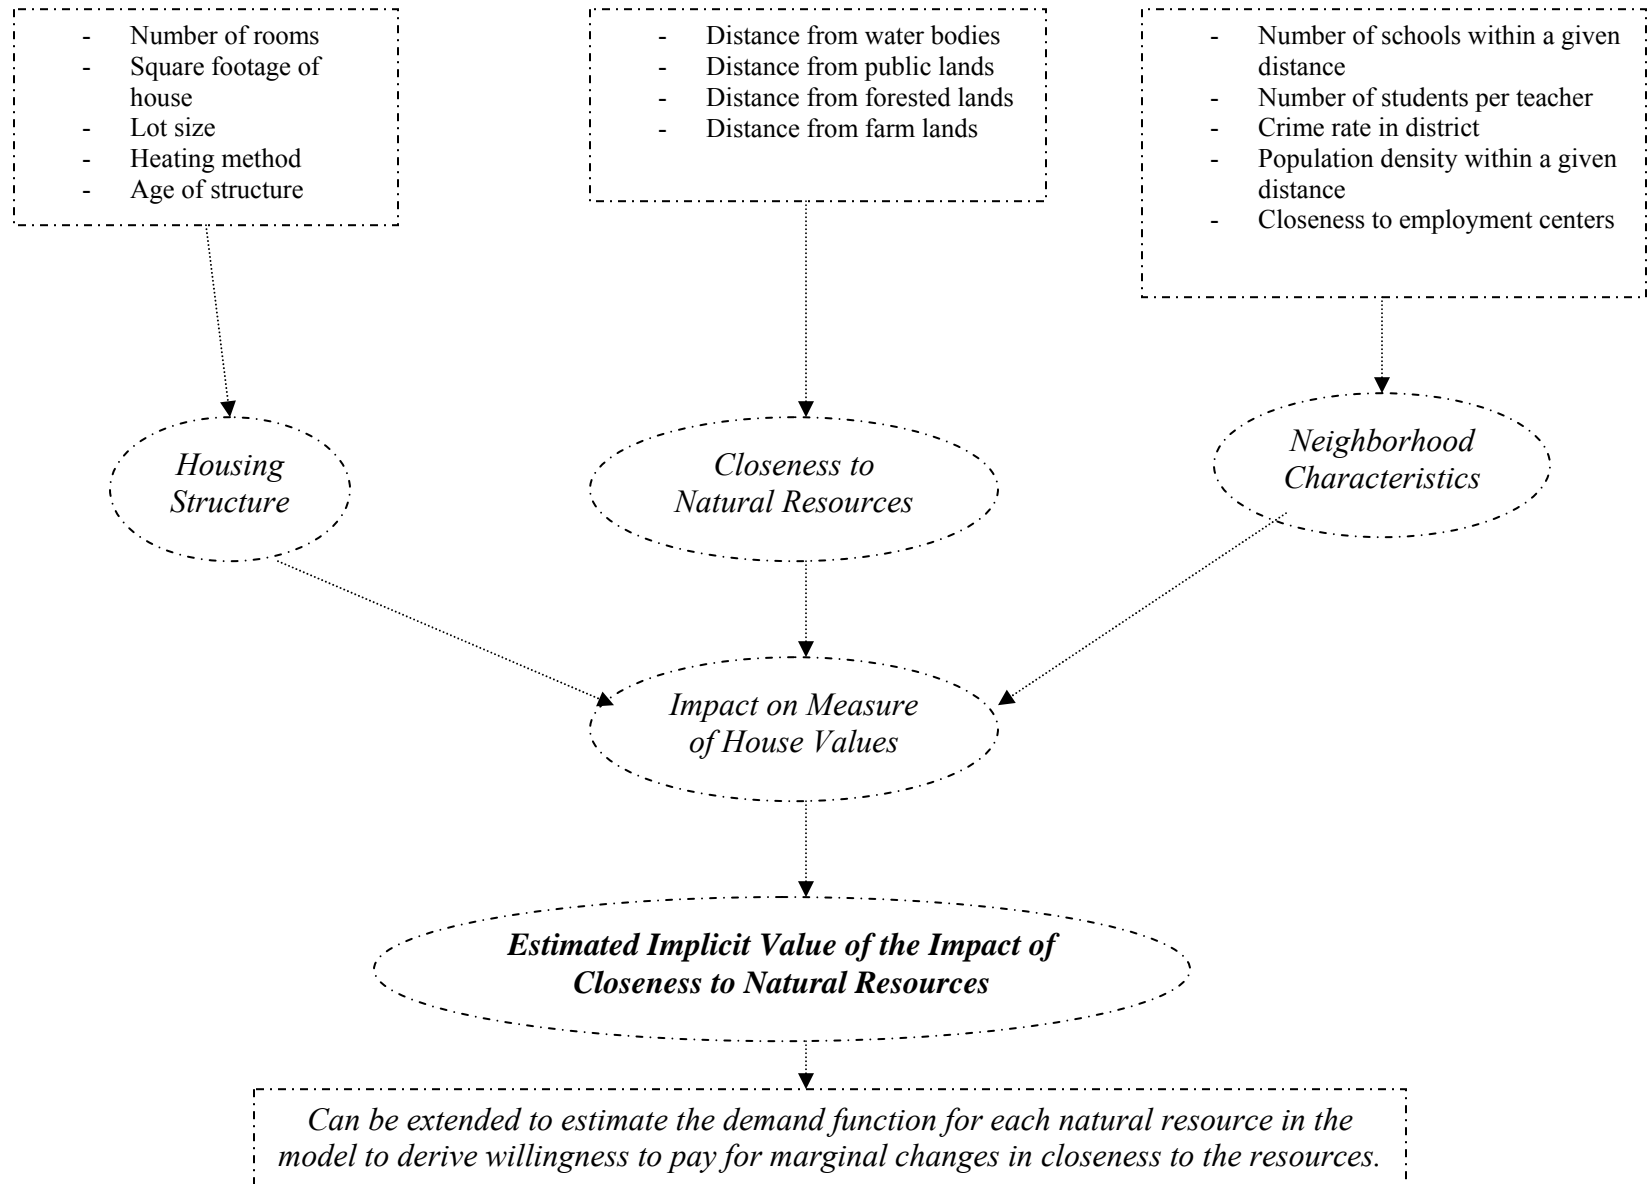 - Number of rooms
- Square footage of
house
- Lot size
- Heating method
- Age of structure
- Distance from water bodies
- Distance from public lands
- Distance from forested lands
- Distance from farm lands
- Number of schools within a given
distance
- Number of students per teacher
- Crime rate in district
- Population density within a given
distance
- Closeness to employment centers
Housing
Structure
Closeness to
Natural Resources
Neighborhood
Characteristics
Impact on Measure
of House Values
Estimated Implicit Value of the Impact of
Closeness to Natural Resources
Can be extended to estimate the demand function for each natural resource in the
model to derive willingness to pay for marginal changes in closeness to the resources.